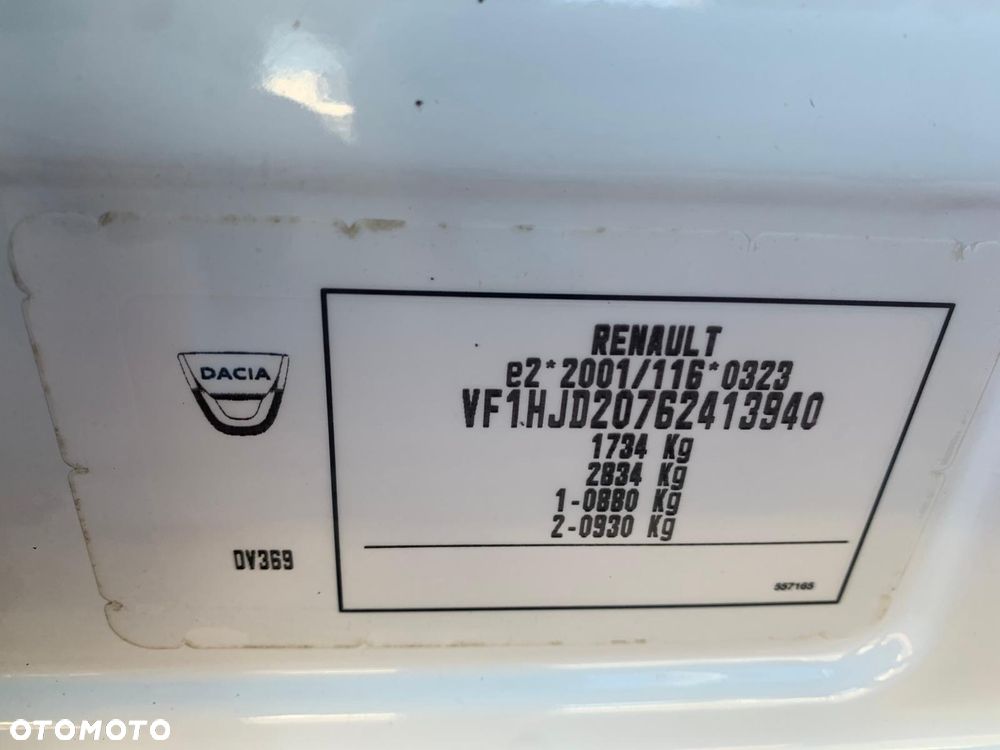 DACIA
RENAULT
e2*2001/116*0323
VF1HJD20762413940
1734 Kg
2834 Kg
1-0880 Kg
2-0930 Kg
DV369
557165
OTOMOTO